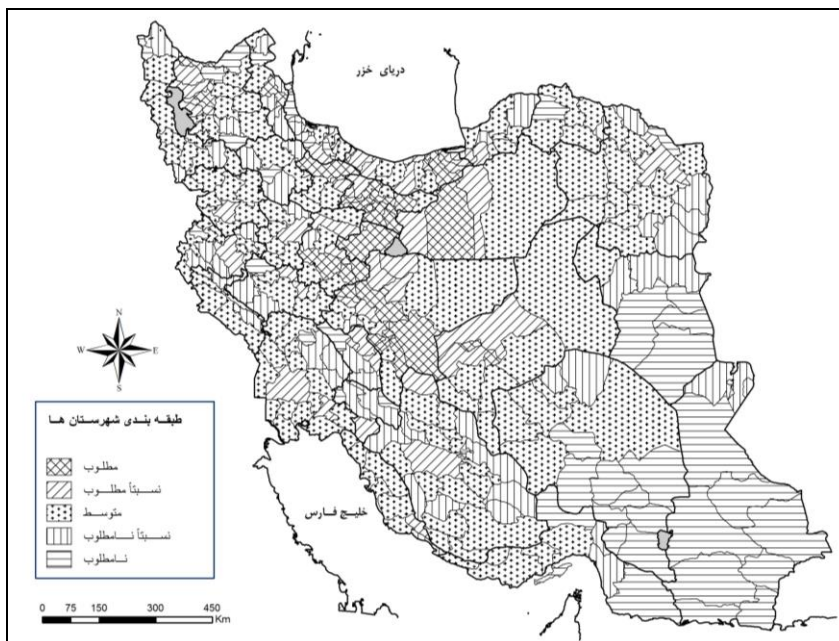 دریای خزر
N
W E
S
طبقه بندی شهرستان ها
مطلوب
نسبتاً مطلوب
متوسط
نسبتاً نامطلوب
نامطلوب
خلیج فارس
0 75 150 300 450
Km